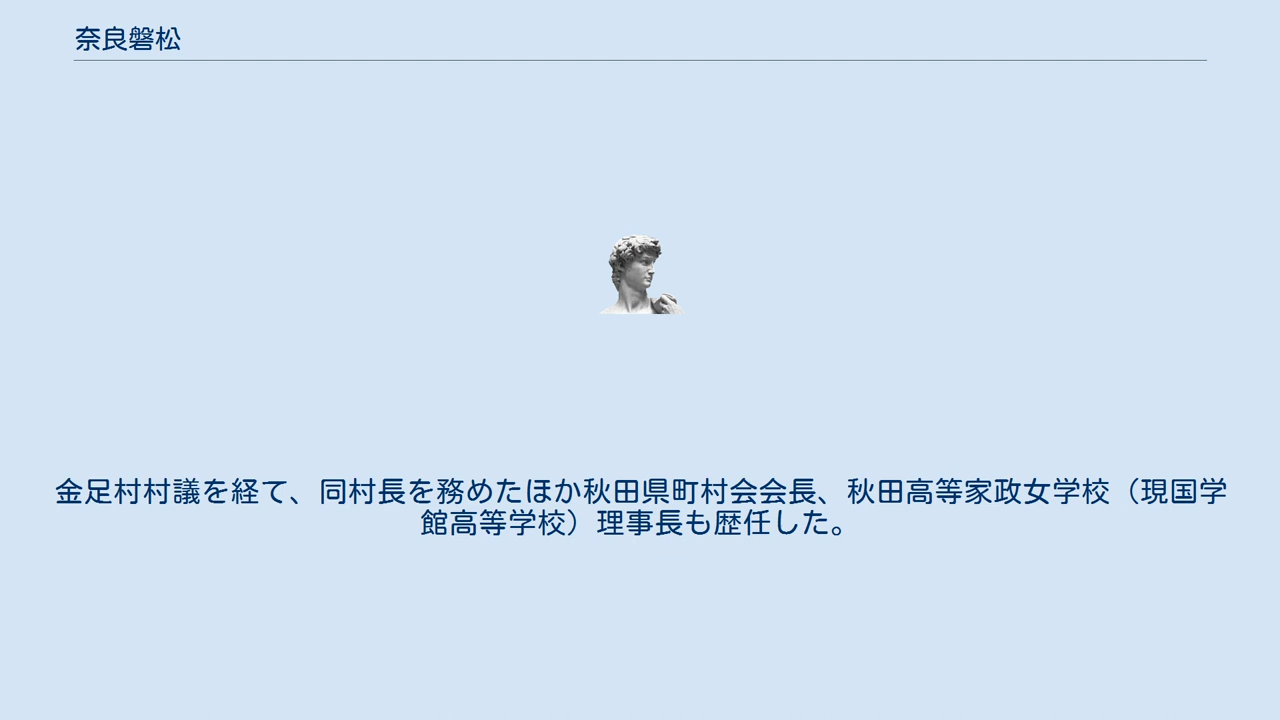 奈良磐松
金足村村議を経て、同村長を務めたほか秋田県町村会会長、秋田高等家政女学校（現国学
館高等学校）理事長も歴任した。